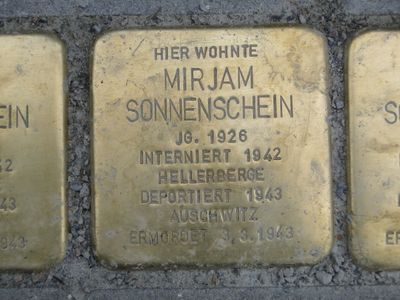 HIER WOHNTE
MIRJAM
SONNENSCHEIN
JG. 1926
INTERNIERT 1942
HELLERBERGE
DEPORTIERT 1943
AUSCHWITZ
ERMORDET 3.3.1943